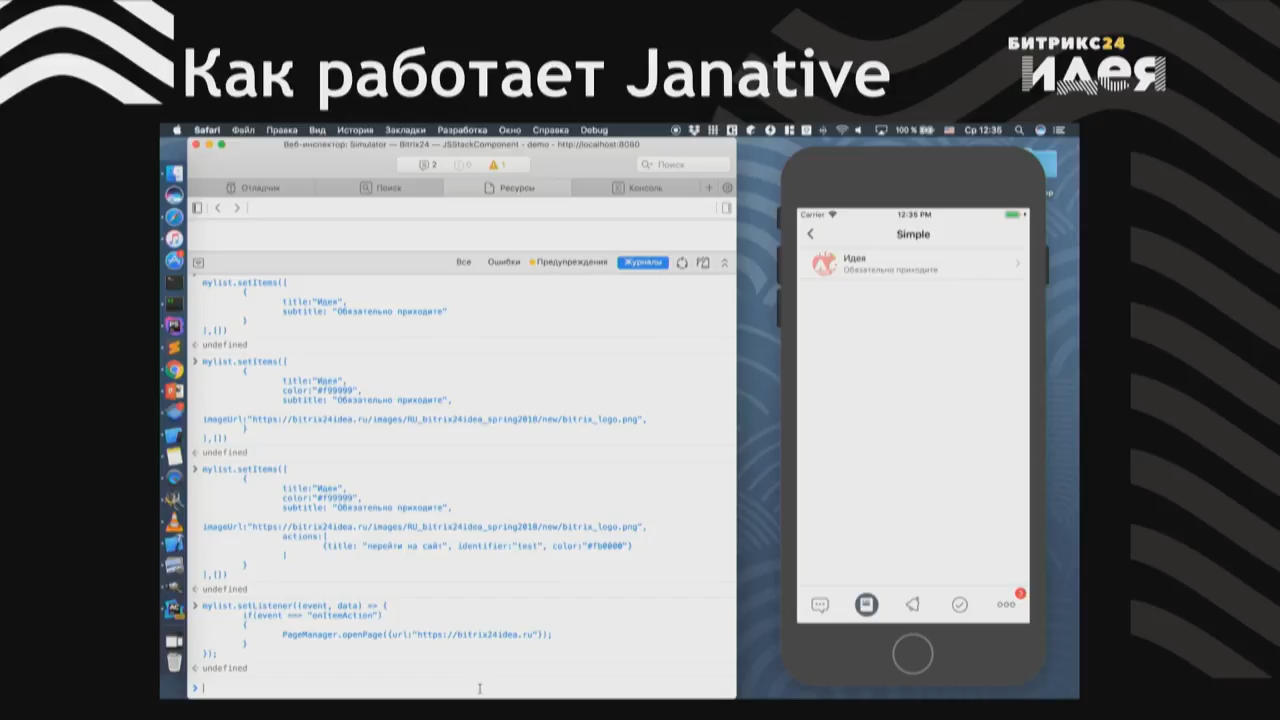 Как работает Janative
БИТРИКС24
идея
Safari Файл Правка Вид История Закладки Разработка Окно Справка Debug 100 % Ср 12:35
Веб-инспектор: Simulator — Bitrix24 — JSStackComponent - demo - http://localhost:8080
2 0 1 Поиск
Отладчик Поиск Ресурсы Консоль +
Все Ошибки Предупреждения Журналы
mylist.setItems([
{
title:"Идея",
subtitle: "Обязательно приходите"
}
],[])
undefined
mylist.setItems([
{
title:"Идея",
color:"#f99999",
subtitle: "Обязательно приходите",
imageUrl:"https://bitrix24idea.ru/images/RU_bitrix24idea_spring2018/new/bitrix_logo.png",
}
],[])
undefined
mylist.setItems([
{
title:"Идея",
color:"#f99999",
subtitle: "Обязательно приходите",
imageUrl:"https://bitrix24idea.ru/images/RU_bitrix24idea_spring2018/new/bitrix_logo.png",
actions:[
{title: "перейти на сайт", identifier:"test", color:"#fb0000"}
]
}
],[])
undefined
mylist.setListener((event, data) => {
if(event === "onItemAction")
{
PageManager.openPage({url:"https://bitrix24idea.ru"});
}
});
undefined
Carrier 12:35 PM
Simple
Идея
Обязательно приходите